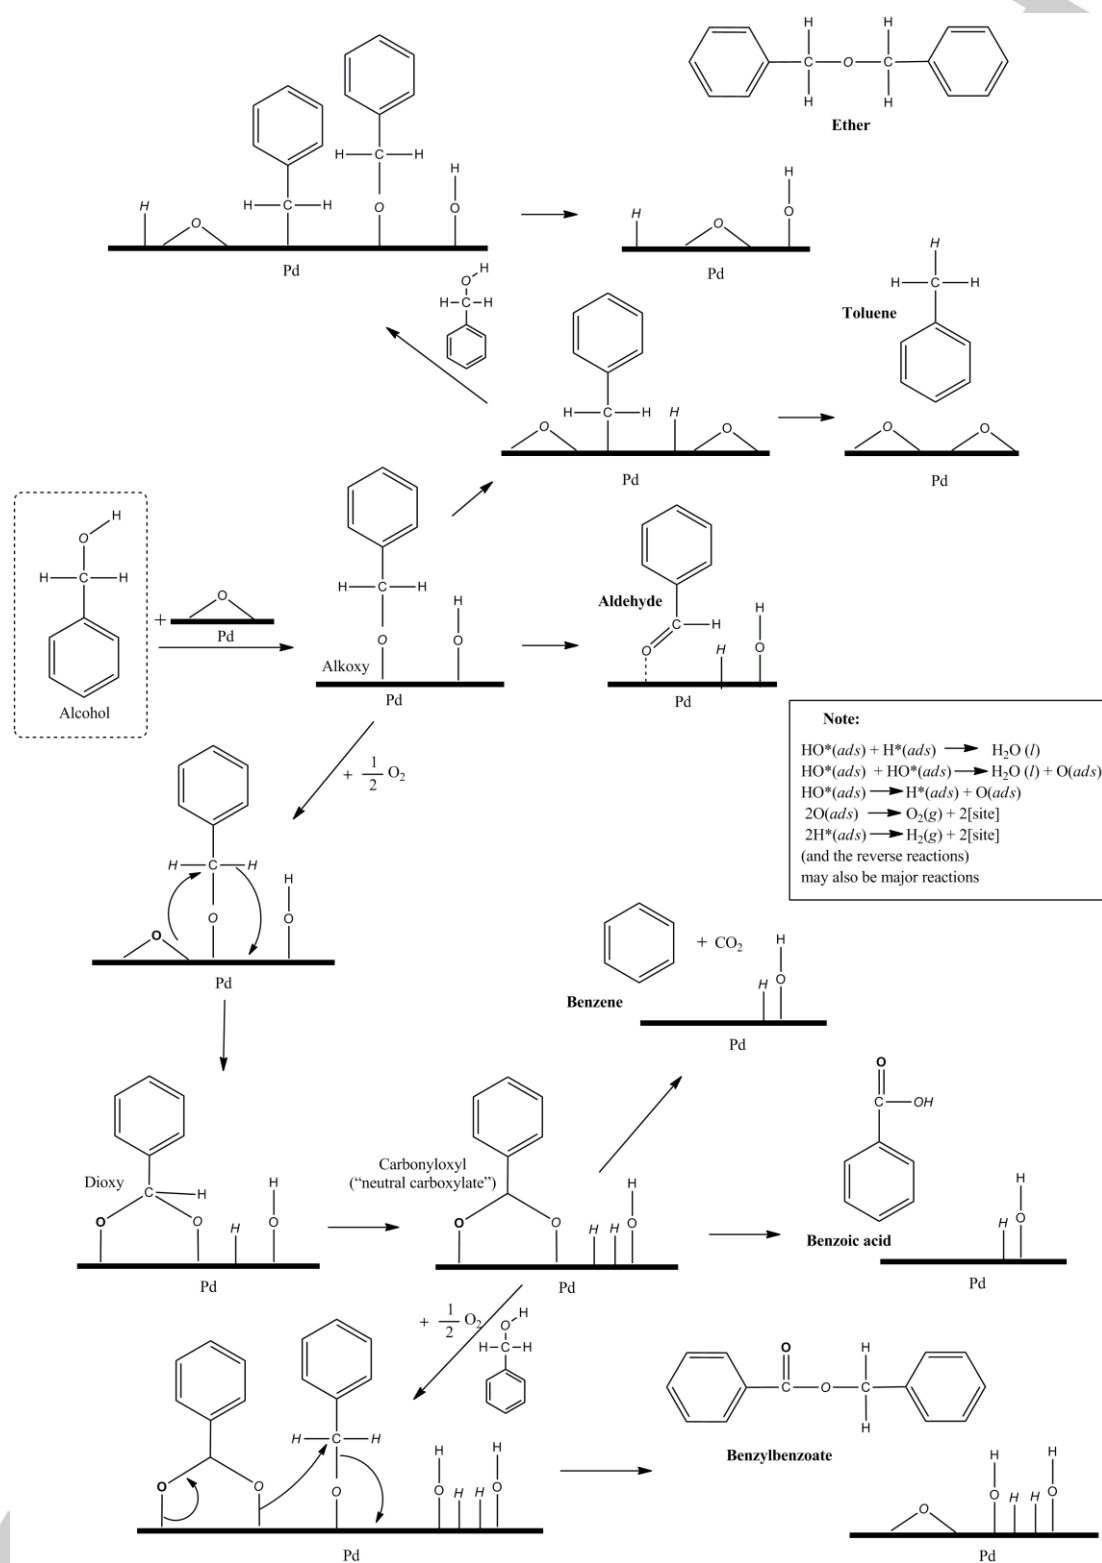 H H
C O C
H H
Ether
H C H
H C H
H O O O H
Pd
H
H O O
Pd
H
O
H C H
H
H C H
Toluene
H C H H
O O
Pd
O O
Pd
H
O
H C H
Alcohol
+
O
Pd
H C H
O
H
O
Alkoxy
Pd
Aldehyde
C H
O
H
H
O
Pd
+ 1/2 O₂
Note:
HO*(ads) + H*(ads) → H₂O (l)
HO*(ads) + HO*(ads) → H₂O (l) + O(ads)
HO*(ads) → H*(ads) + O(ads)
2O(ads) → O₂(g) + 2[site]
2H*(ads) → H₂(g) + 2[site]
(and the reverse reactions)
may also be major reactions
H C H
H
O O O
Pd
+ CO₂
Benzene
H
H O
Pd
Dioxy
C H
H
O O H O
Pd
Carbonyloxyl
("neutral carboxylate")
H
O O H H O
Pd
O
C OH
Benzoic acid
H
H O
Pd
+ 1/2 O₂
H
O
H C H
H C H
H H
O O O O H H O
Pd
O H
C O C
H
Benzylbenzoate
H H
O O H H O
Pd